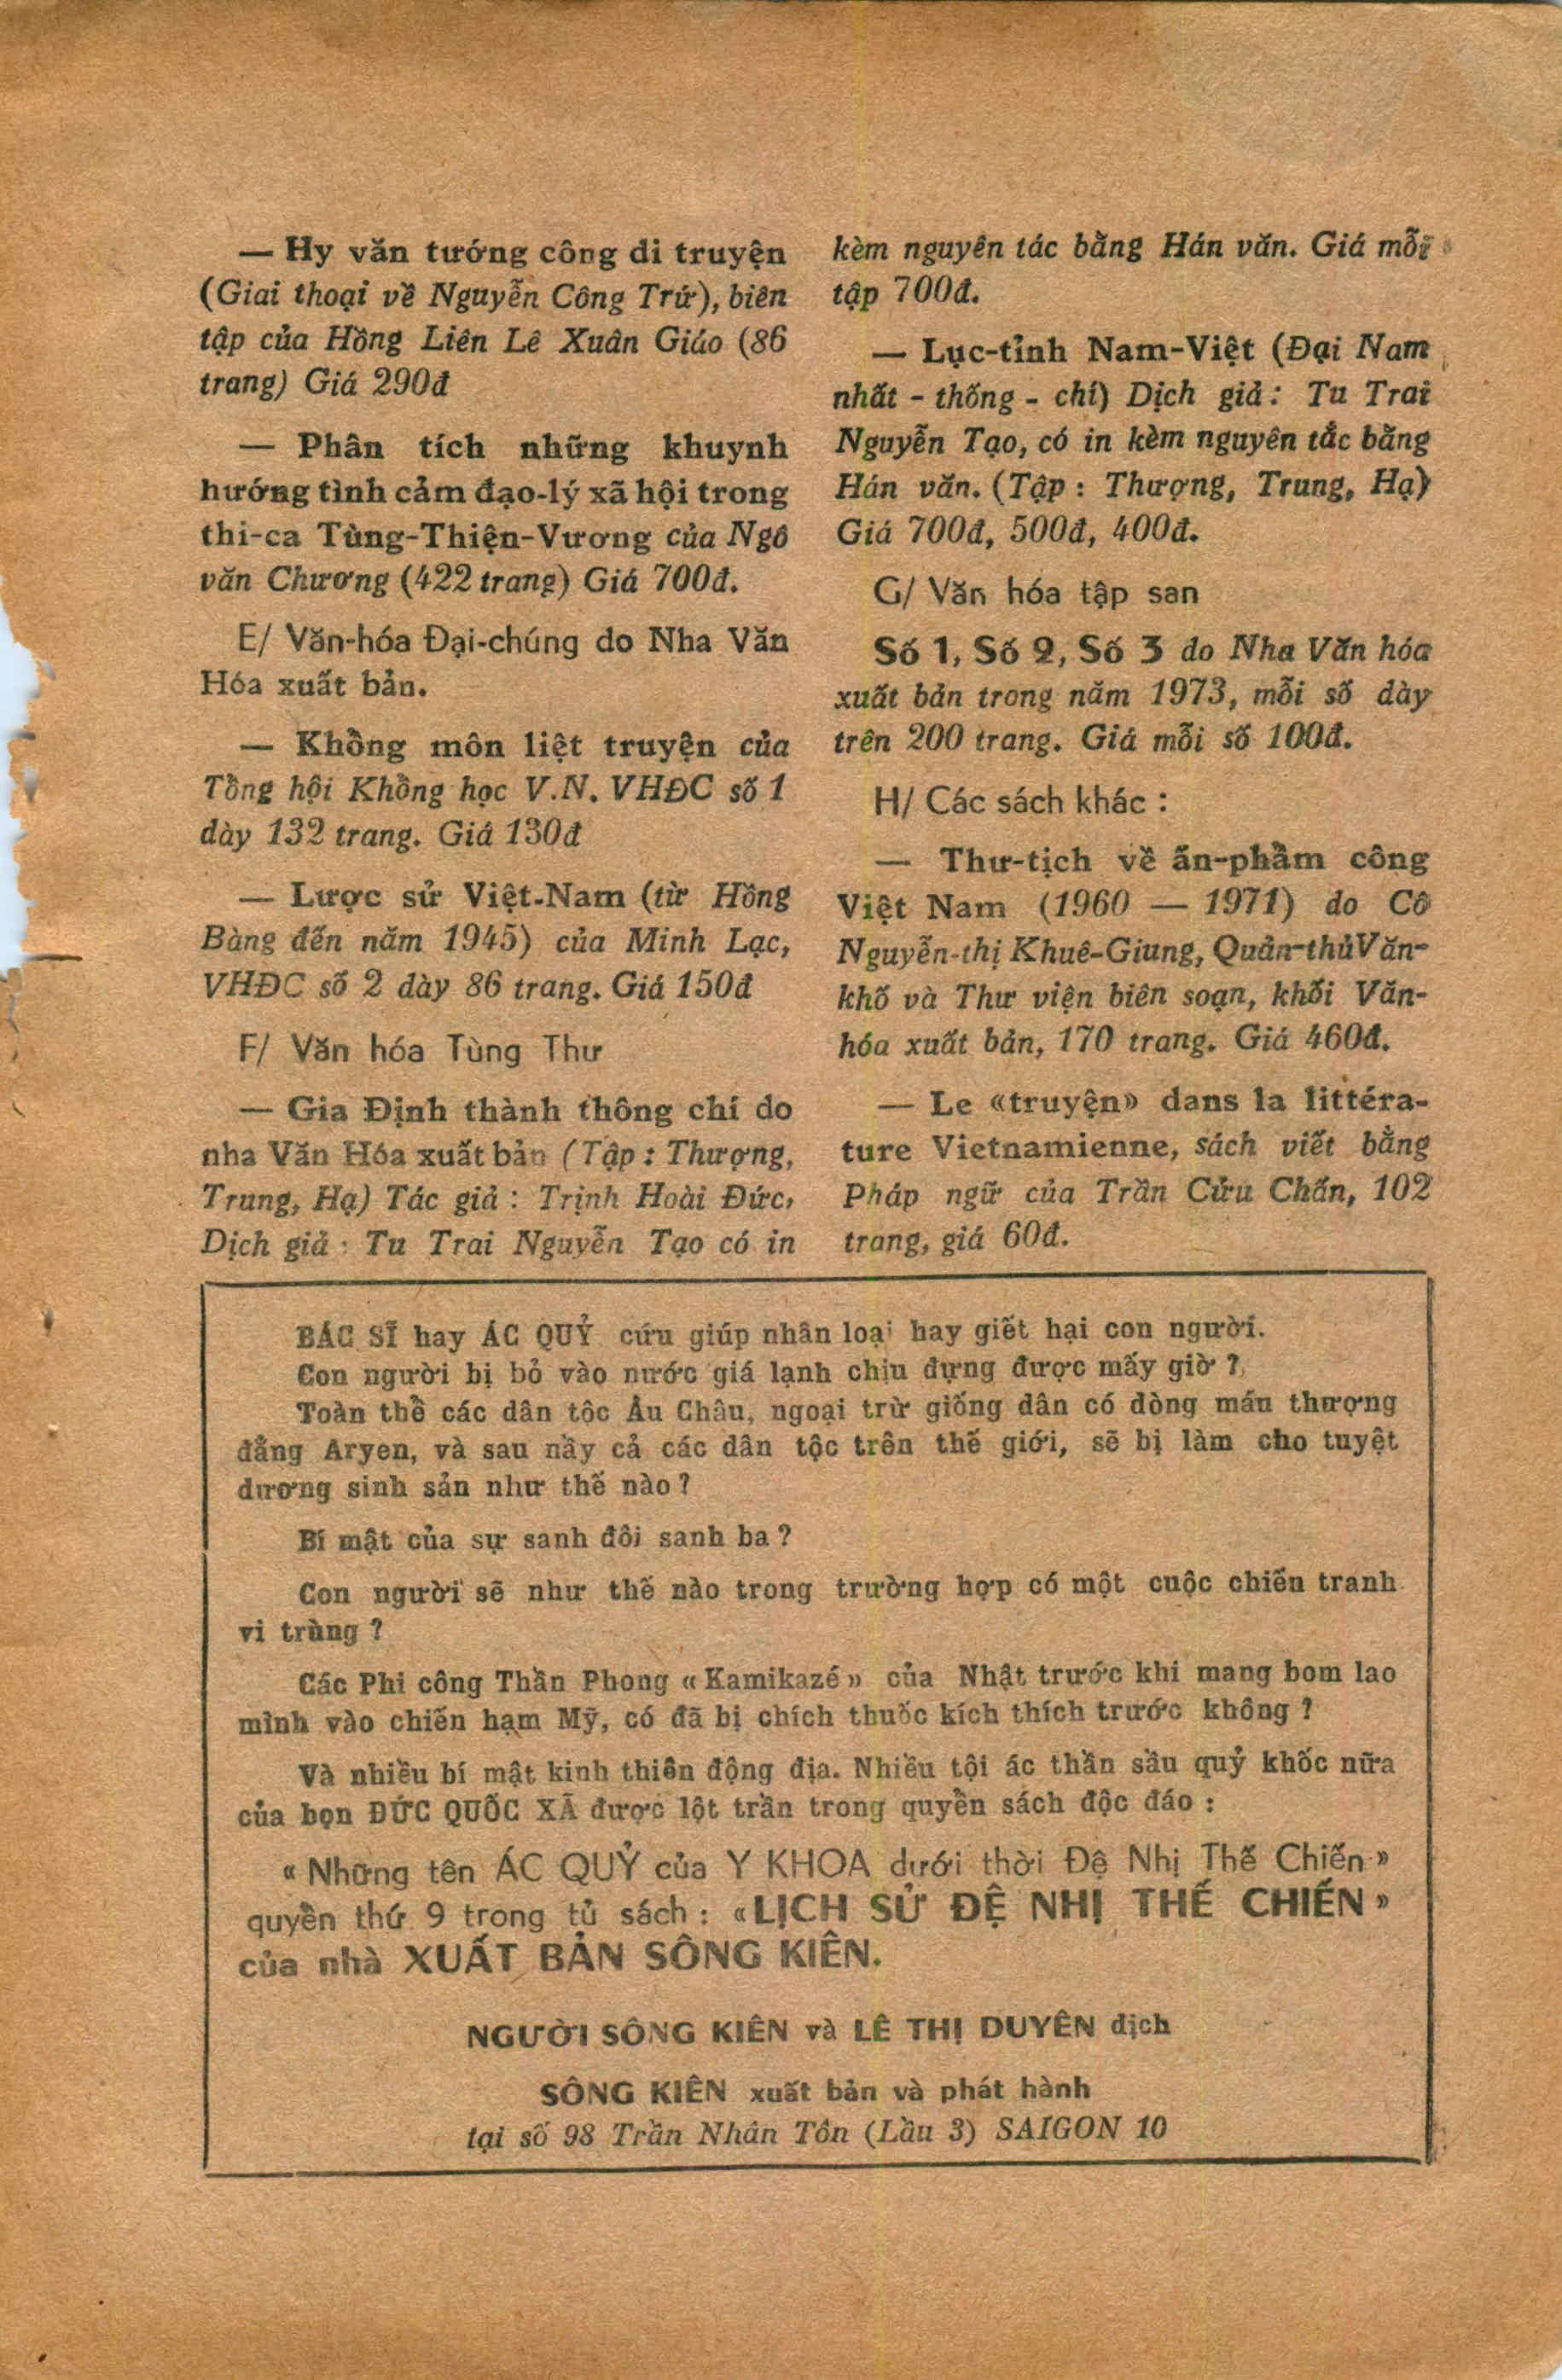 — Hy văn tướng công di truyện
(Giai thoại về Nguyễn Công Trứ), biên
tập của Hồng Liên Lê Xuân Giáo (86
trang) Giá 290đ
— Phân tích những khuynh
hướng tình cảm đạo-lý xã hội trong
thi-ca Tùng-Thiện-Vương của Ngô
văn Chương (422 trang) Giá 700đ.
E/ Văn-hóa Đại-chúng do Nha Văn
Hóa xuất bản.
— Khổng môn liệt truyện của
Tổng hội Khổng học V.N. VHĐC số 1
dày 132 trang. Giá 130đ
— Lược sử Việt-Nam (từ Hồng
Bàng đến năm 1945) của Minh Lạc,
VHĐC số 2 dày 86 trang. Giá 150đ
F/ Văn hóa Tùng Thư
— Gia Định thành thông chí do
nha Văn Hóa xuất bản (Tập : Thượng,
Trung, Hạ) Tác giả : Trịnh Hoài Đức,
Dịch giả : Tu Trai Nguyễn Tạo có in
kèm nguyên tác bằng Hán văn. Giá mỗi
tập 700đ.
— Lục-tỉnh Nam-Việt (Đại Nam
nhất - thống - chí) Dịch giả : Tu Trai
Nguyễn Tạo, có in kèm nguyên tắc bằng
Hán văn. (Tập : Thượng, Trung, Hạ)
Giá 700đ, 500đ, 400đ.
G/ Văn hóa tập san
Số 1, Số 2, Số 3 do Nha Văn hóa
xuất bản trong năm 1973, mỗi số dày
trên 200 trang. Giá mỗi số 100đ.
H/ Các sách khác :
— Thư-tịch về ấn-phẩm công
Việt Nam (1960 — 1971) do Cô
Nguyễn-thị Khuê-Giung, Quản-thủ Văn-
khố và Thư viện biên soạn, khối Văn-
hóa xuất bản, 170 trang. Giá 460đ.
— Le «truyện» dans la littéra-
ture Vietnamienne, sách viết bằng
Pháp ngữ của Trần Cửu Chấn, 102
trang, giá 60đ.
BÁC SĨ hay ÁC QUỶ cứu giúp nhân loại hay giết hại con người.
Con người bị bỏ vào nước giá lạnh chịu đựng được mấy giờ ?
Toàn thể các dân tộc Âu Châu, ngoại trừ giống dân có dòng máu thượng
đẳng Aryen, và sau nầy cả các dân tộc trên thế giới, sẽ bị làm cho tuyệt
đương sinh sản như thế nào ?
Bí mật của sự sanh đôi sanh ba ?
Con người sẽ như thế nào trong trường hợp có một cuộc chiến tranh
vi trùng ?
Các Phi công Thần Phong « Kamikazé » của Nhật trước khi mang bom lao
mình vào chiến hạm Mỹ, có đã bị chích thuốc kích thích trước không ?
Và nhiều bí mật kinh thiên động địa. Nhiều tội ác thần sầu quỷ khốc nữa
của bọn ĐỨC QUỐC XÃ được lột trần trong quyển sách độc đáo :
« Những tên ÁC QUỶ của Y KHOA dưới thời Đệ Nhị Thế Chiến »
quyển thứ 9 trong tủ sách : «LỊCH SỬ ĐỆ NHỊ THẾ CHIẾN »
của nhà XUẤT BẢN SÔNG KIÊN.
NGƯỜI SÔNG KIÊN và LÊ THỊ DUYÊN dịch
SÔNG KIÊN xuất bản và phát hành
tại số 98 Trần Nhân Tôn (Lầu 3) SAIGON 10